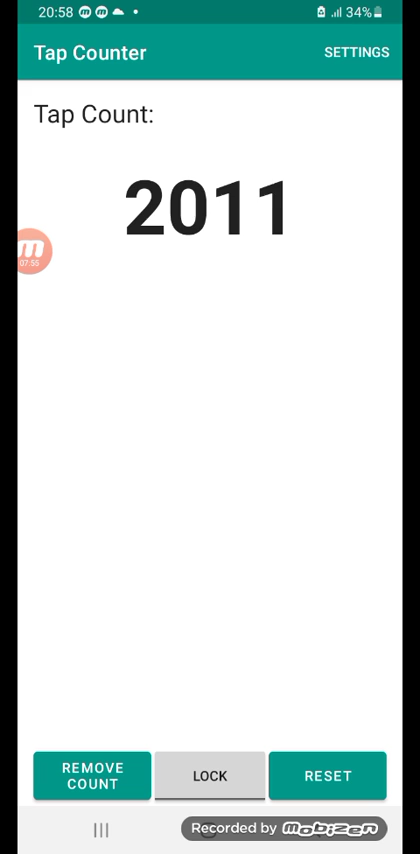 20:58 m m 34%
Tap Counter SETTINGS
Tap Count:
2011
m
07:55
REMOVE
COUNT
LOCK
RESET
Recorded by mobizen